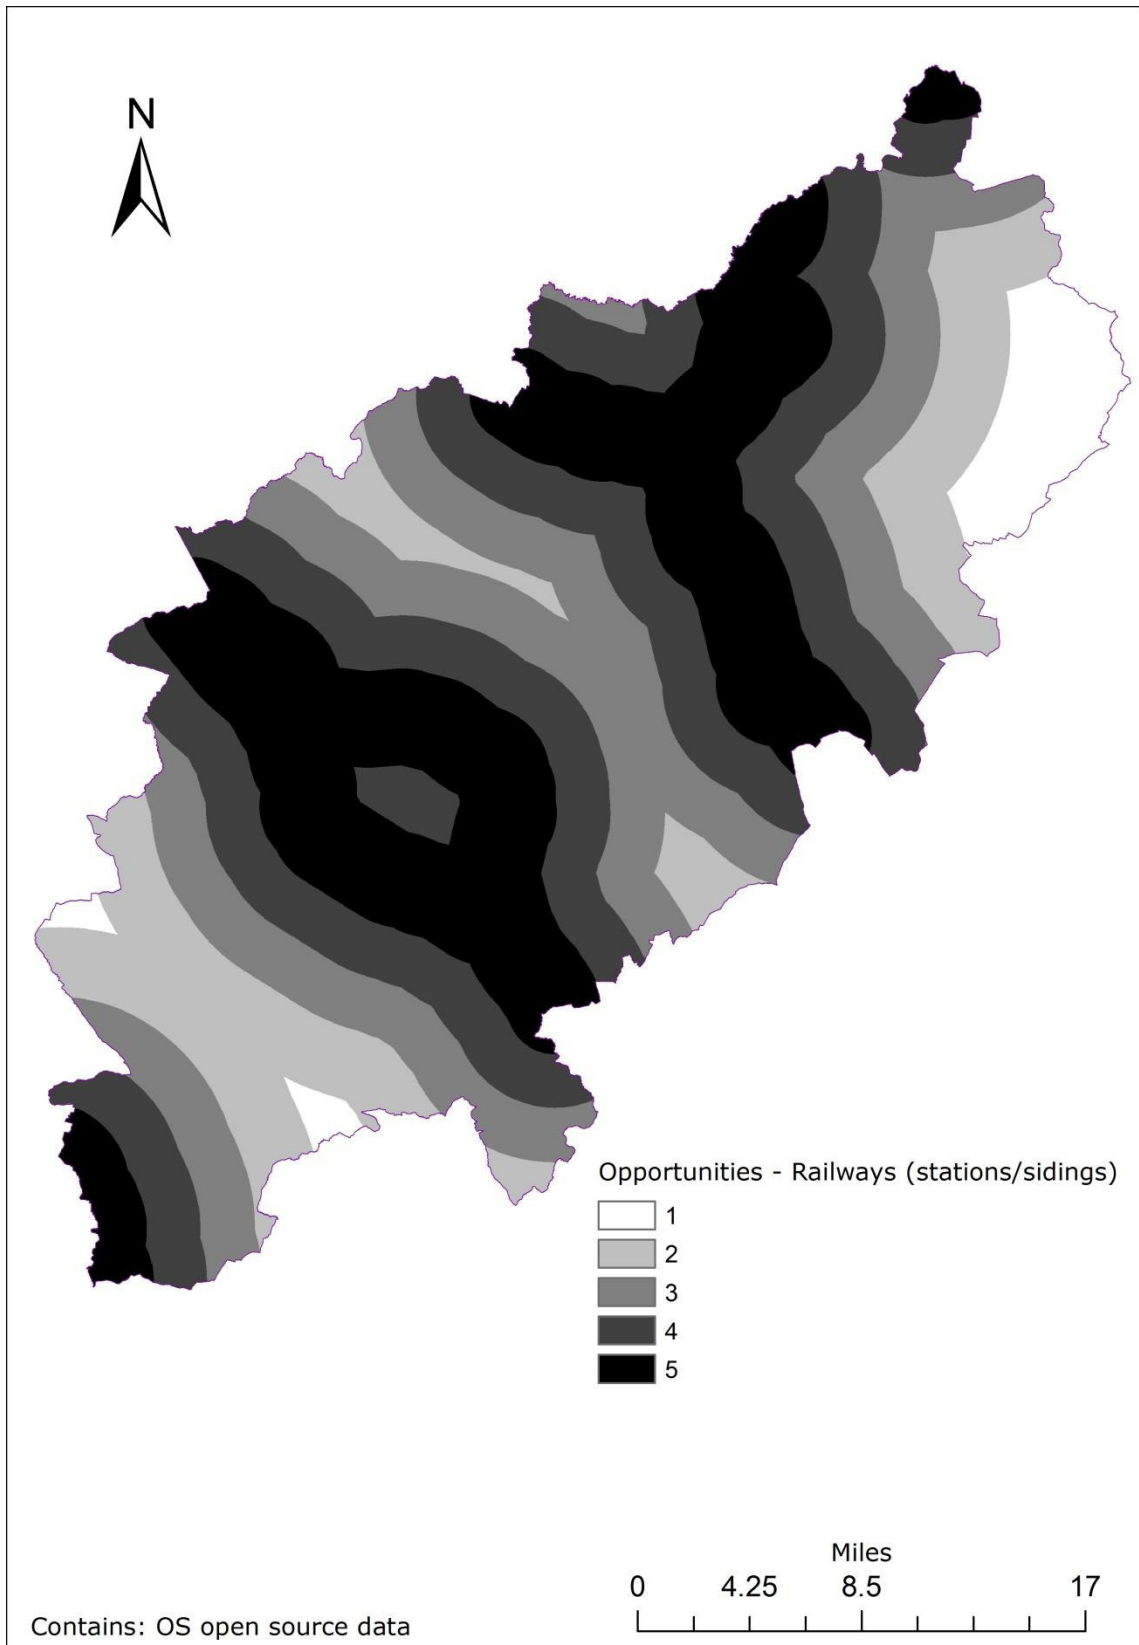 N
Opportunities - Railways (stations/sidings)
1
2
3
4
5
Miles
0 4.25 8.5 17
Contains: OS open source data